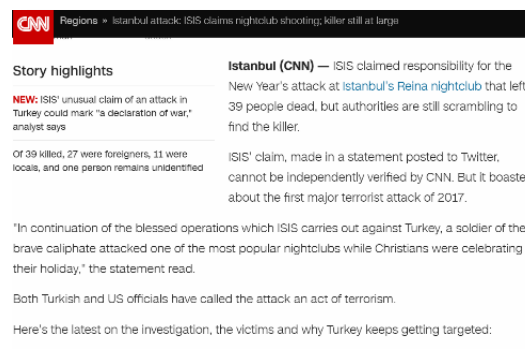 CNN Regions » Istanbul attack: ISIS claims nightclub shooting; killer still at large
Story highlights
NEW: ISIS' unusual claim of an attack in
Turkey could mark "a declaration of war,"
analyst says
Of 39 killed, 27 were foreigners, 11 were
locals, and one person remains unidentified
Istanbul (CNN) — ISIS claimed responsibility for the
New Year's attack at Istanbul's Reina nightclub that left
39 people dead, but authorities are still scrambling to
find the killer.
ISIS' claim, made in a statement posted to Twitter,
cannot be independently verified by CNN. But it boaste
about the first major terrorist attack of 2017.
"In continuation of the blessed operations which ISIS carries out against Turkey, a soldier of the
brave caliphate attacked one of the most popular nightclubs while Christians were celebrating
their holiday," the statement read.
Both Turkish and US officials have called the attack an act of terrorism.
Here's the latest on the investigation, the victims and why Turkey keeps getting targeted: